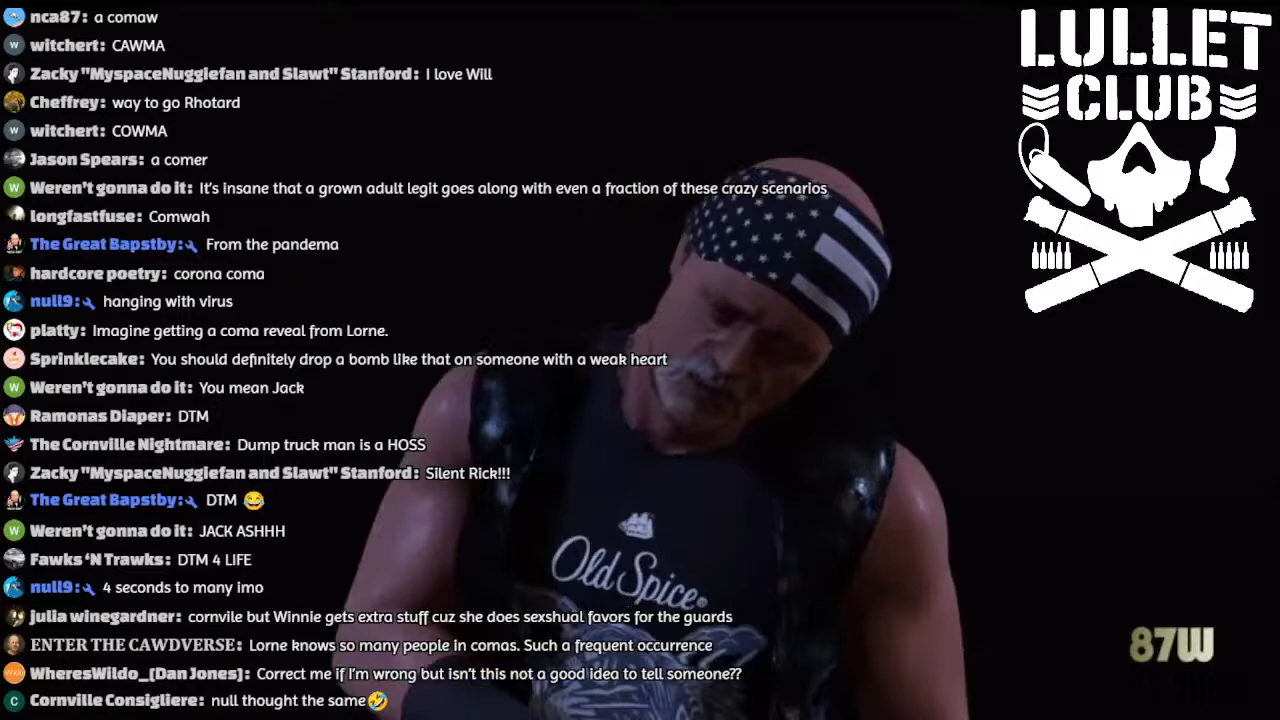 nca87: a comaw
witchert: CAWMA
Zacky "MyspaceNuggiefan and Slawt" Stanford: I love Will
Cheffrey: way to go Rhotard
witchert: COWMA
Jason Spears: a comer
Weren't gonna do it: It's insane that a grown adult legit goes along with even a fraction of these crazy scenarios
longfastfuse: Comwah
The Great Bapstby: From the pandema
hardcore poetry: corona coma
null9: hanging with virus
platty: Imagine getting a coma reveal from Lorne.
Sprinklecake: You should definitely drop a bomb like that on someone with a weak heart
Weren't gonna do it: You mean Jack
Ramonas Diaper: DTM
The Cornville Nightmare: Dump truck man is a HOSS
Zacky "MyspaceNuggiefan and Slawt" Stanford: Silent Rick!!!
The Great Bapstby: DTM 😂
Weren't gonna do it: JACK ASHHH
Fawks ‘N Trawks: DTM 4 LIFE
null9: 4 seconds to many imo
julia winegardner: cornvile but Winnie gets extra stuff cuz she does sexshual favors for the guards
ENTER THE CAWDVERSE: Lorne knows so many people in comas. Such a frequent occurrence
WheresWildo_(Dan Jones): Correct me if I'm wrong but isn't this not a good idea to tell someone??
Cornville Consigliere: null thought the same🤣
LULLET
CLUB
Old Spice
87W